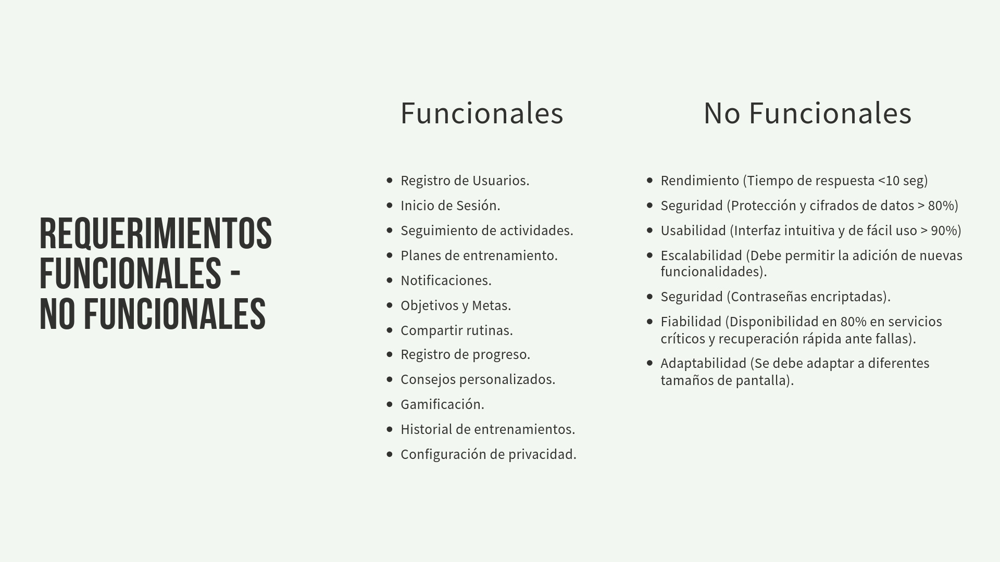 REQUERIMIENTOS
FUNCIONALES -
NO FUNCIONALES
Funcionales
• Registro de Usuarios.
• Inicio de Sesión.
• Seguimiento de actividades.
• Planes de entrenamiento.
• Notificaciones.
• Objetivos y Metas.
• Compartir rutinas.
• Registro de progreso.
• Consejos personalizados.
• Gamificación.
• Historial de entrenamientos.
• Configuración de privacidad.
No Funcionales
• Rendimiento (Tiempo de respuesta <10 seg)
• Seguridad (Protección y cifrados de datos > 80%)
• Usabilidad (Interfaz intuitiva y de fácil uso > 90%)
• Escalabilidad (Debe permitir la adición de nuevas
funcionalidades).
• Seguridad (Contraseñas encriptadas).
• Fiabilidad (Disponibilidad en 80% en servicios
críticos y recuperación rápida ante fallas).
• Adaptabilidad (Se debe adaptar a diferentes
tamaños de pantalla).